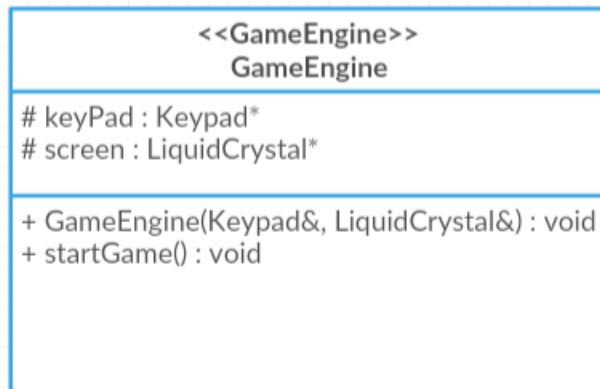 <<GameEngine>>
GameEngine
# keyPad : Keypad*
# screen : LiquidCrystal*
+ GameEngine(Keypad&, LiquidCrystal&) : void
+ startGame() : void